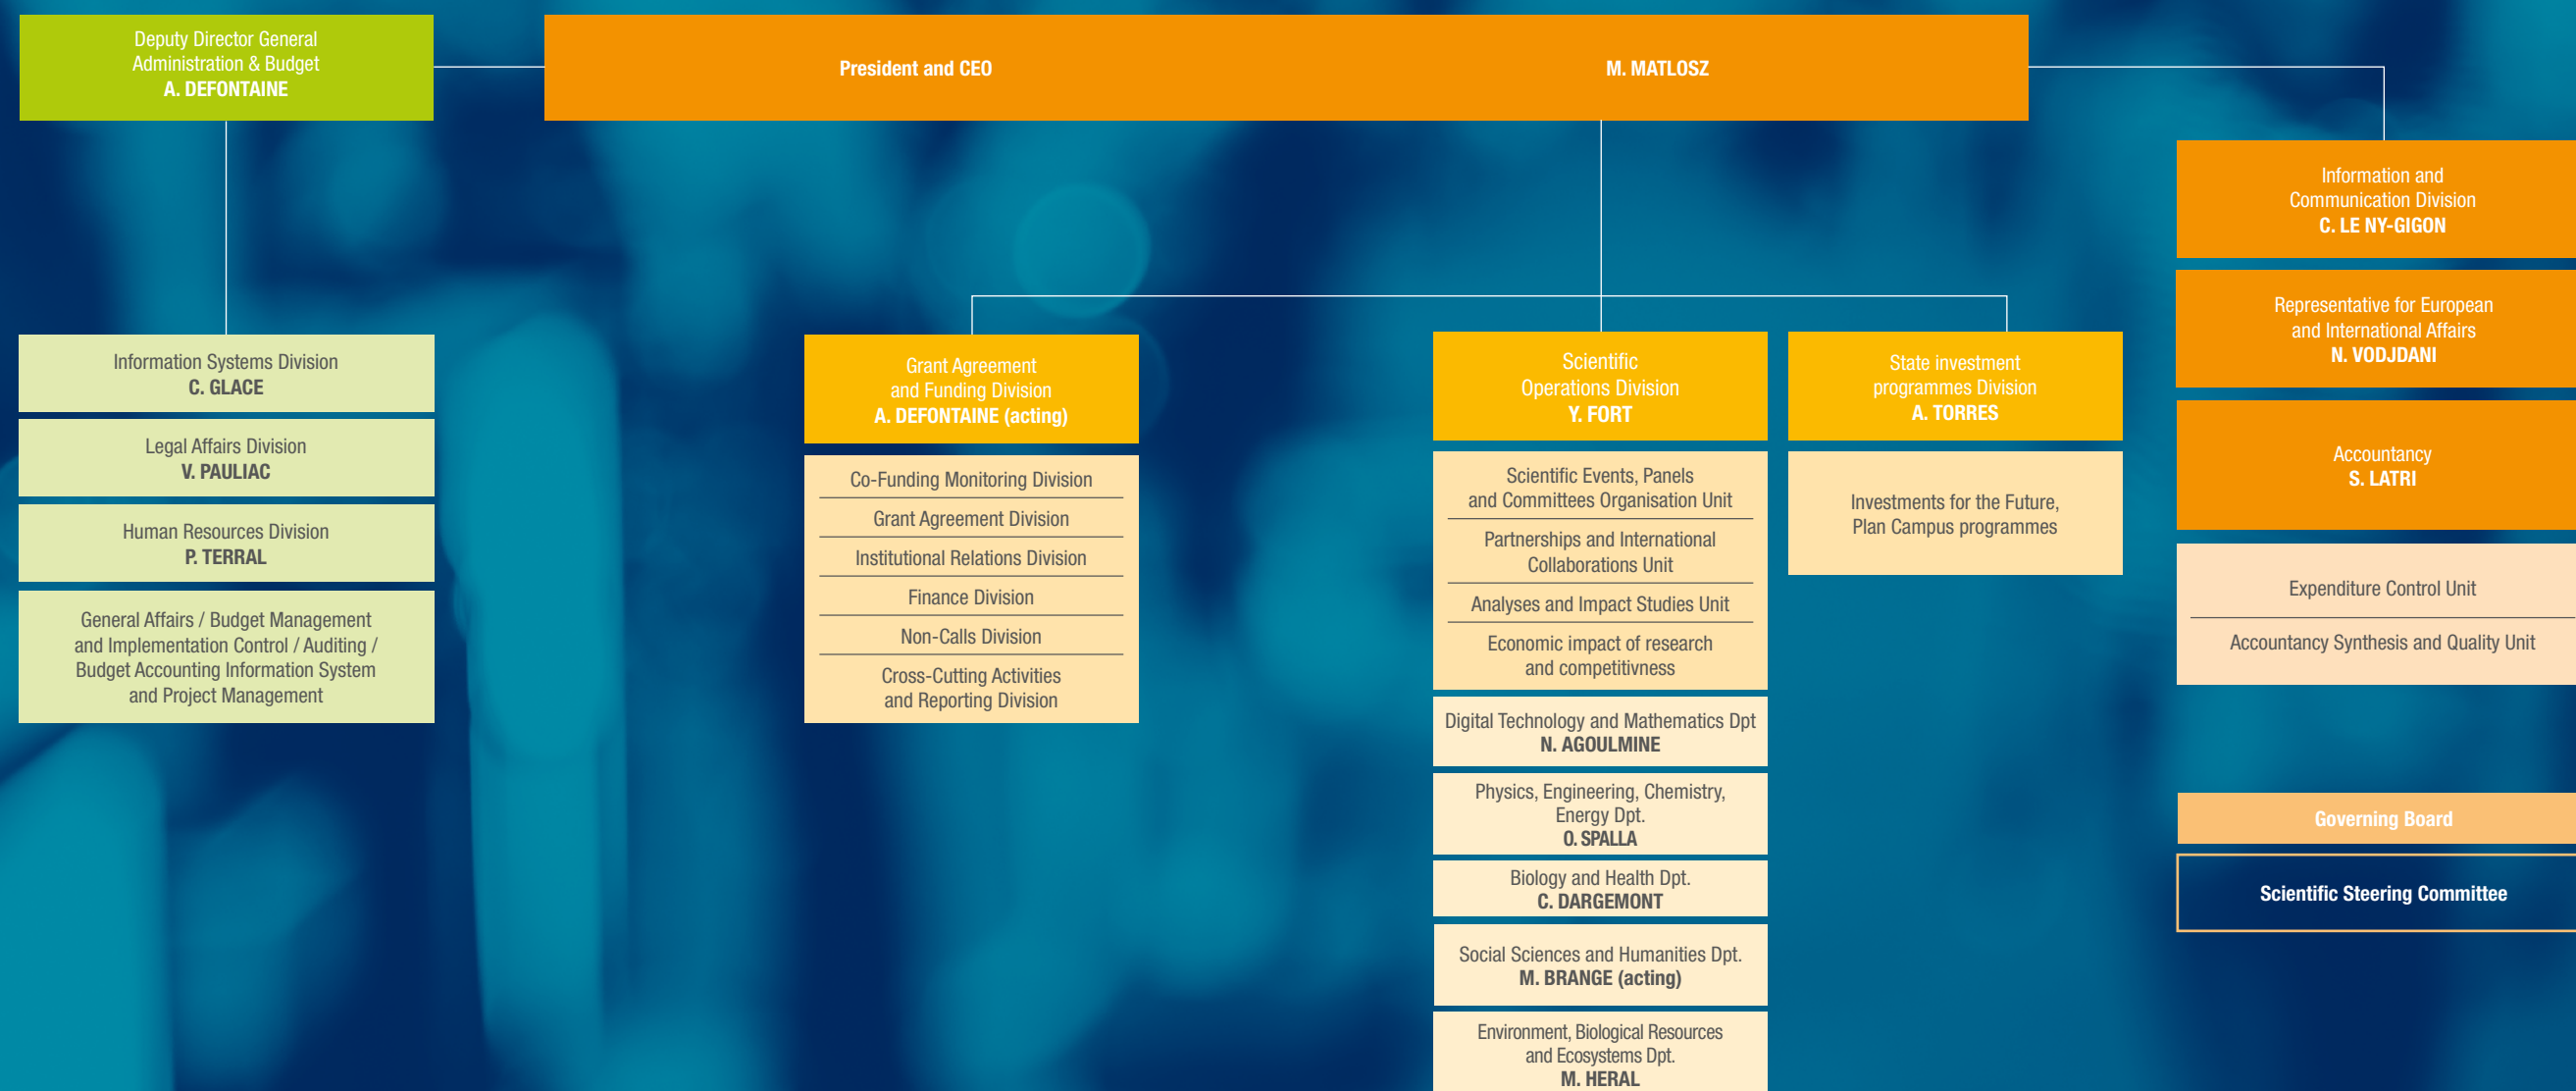 Deputy Director General
Administration & Budget
A. DEFONTAINE
President and CEO
M. MATLOSZ
Information and
Communication Division
C. LE NY-GIGON
Representative for European
and International Affairs
N. VODJDANI
Accountancy
S. LATRI
Expenditure Control Unit
Accountancy Synthesis and Quality Unit
Information Systems Division
C. GLACE
Legal Affairs Division
V. PAULIAC
Human Resources Division
P. TERRAL
General Affairs / Budget Management
and Implementation Control / Auditing /
Budget Accounting Information System
and Project Management
Grant Agreement
and Funding Division
A. DEFONTAINE (acting)
Co-Funding Monitoring Division
Grant Agreement Division
Institutional Relations Division
Finance Division
Non-Calls Division
Cross-Cutting Activities
and Reporting Division
Scientific
Operations Division
Y. FORT
Scientific Events, Panels
and Committees Organisation Unit
Partnerships and International
Collaborations Unit
Analyses and Impact Studies Unit
Economic impact of research
and competitivness
Digital Technology and Mathematics Dpt
N. AGOULMINE
Physics, Engineering, Chemistry,
Energy Dpt.
O. SPALLA
Biology and Health Dpt.
C. DARGEMONT
Social Sciences and Humanities Dpt.
M. BRANGE (acting)
Environment, Biological Resources
and Ecosystems Dpt.
M. HERAL
State investment
programmes Division
A. TORRES
Investments for the Future,
Plan Campus programmes
Governing Board
Scientific Steering Committee